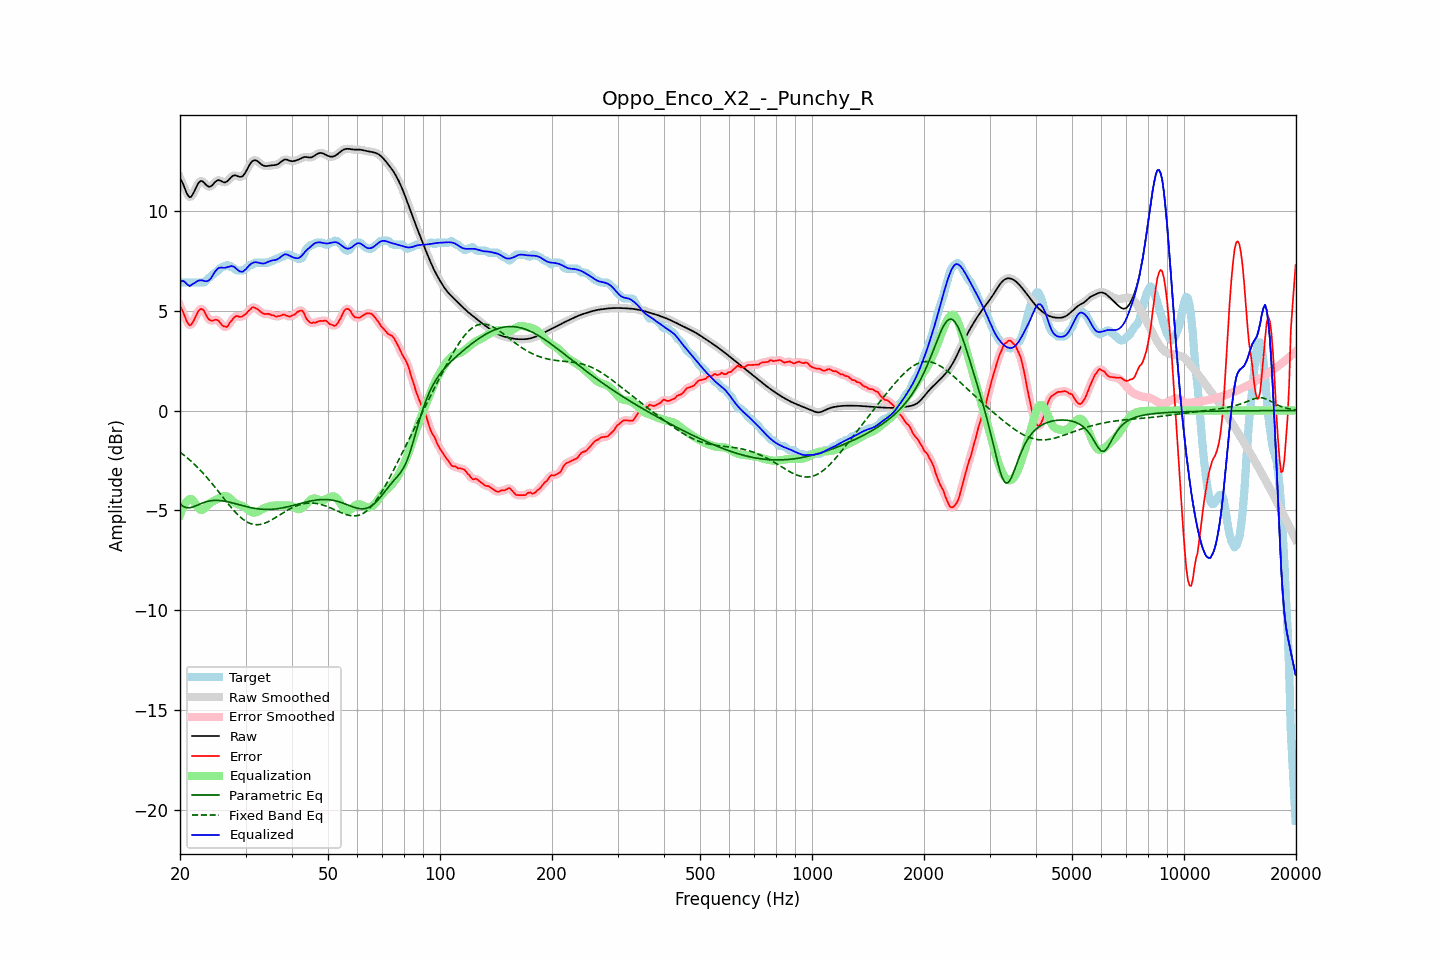 Oppo_Enco_X2_-_Punchy_R
Amplitude (dBr)
10
5
0
−5
−10
−15
−20
Target
Raw Smoothed
Error Smoothed
Raw
Error
Equalization
Parametric Eq
Fixed Band Eq
Equalized
20 50 100 200 500 1000 2000 5000 10000 20000
Frequency (Hz)